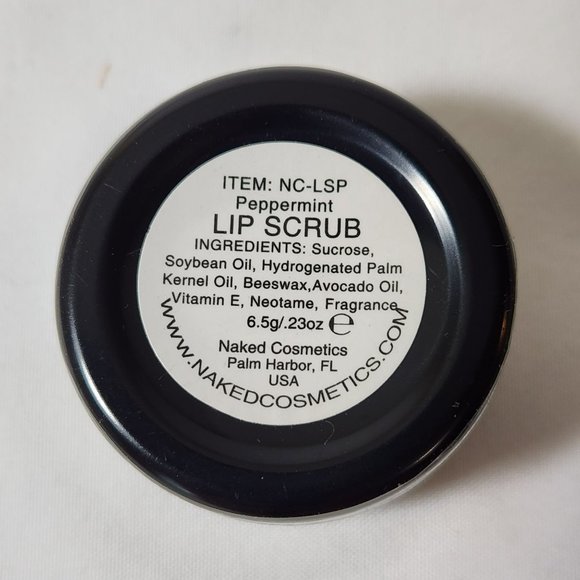 ITEM: NC-LSP
Peppermint
LIP SCRUB
INGREDIENTS: Sucrose,
Soybean Oil, Hydrogenated Palm
Kernel Oil, Beeswax,Avocado Oil,
Vitamin E, Neotame, Fragrance
6.5g/.23oz ℮
Naked Cosmetics
Palm Harbor, FL
USA
WWW.NAKEDCOSMETICS.COM